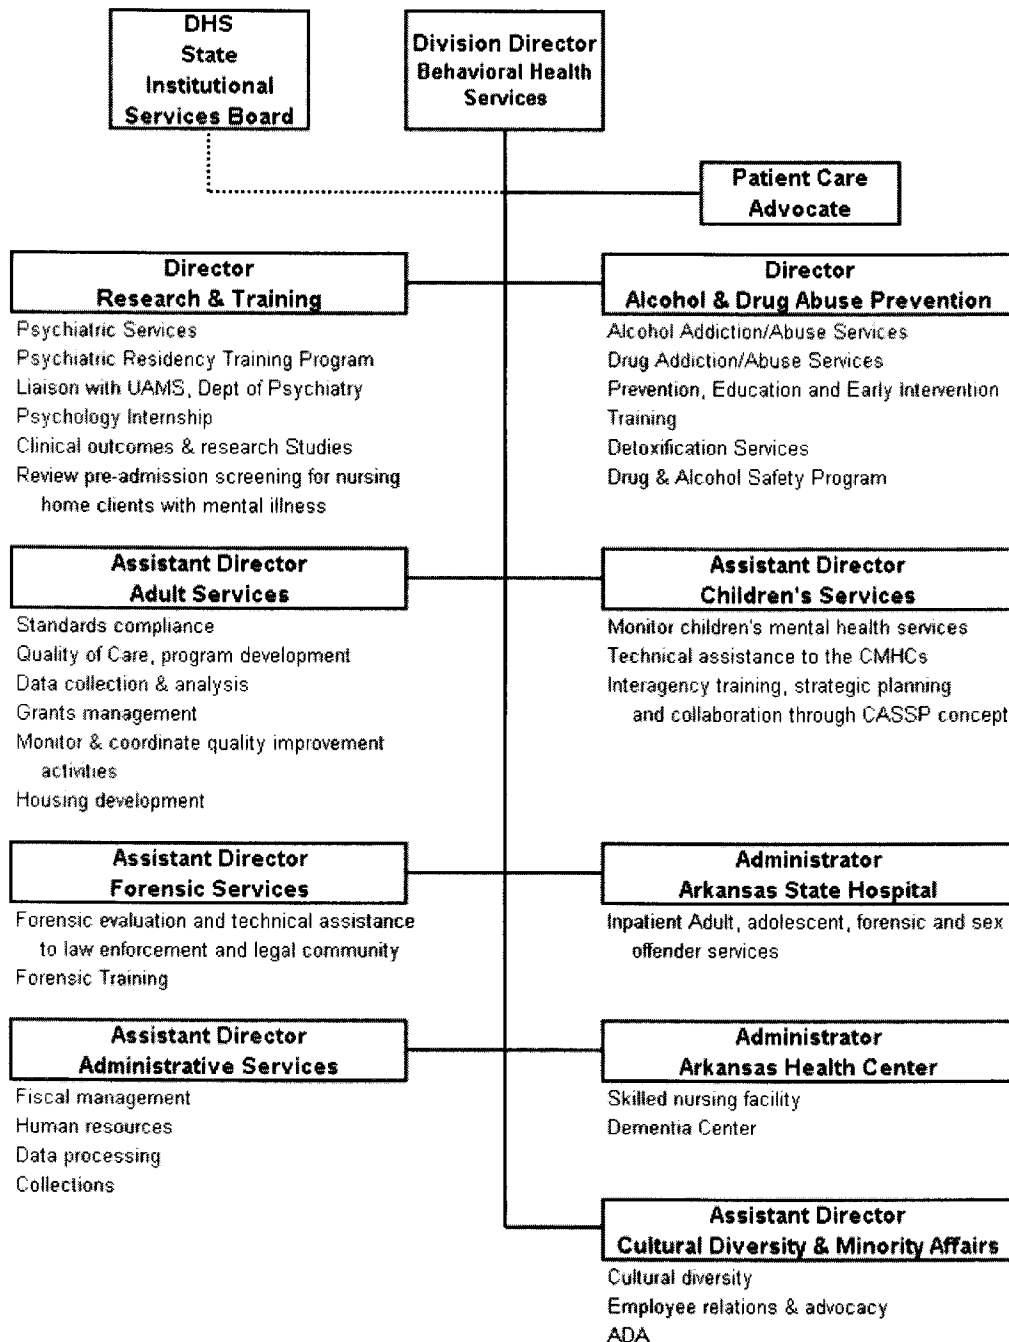 DHS
State
Institutional
Services Board
Division Director
Behavioral Health
Services
Patient Care
Advocate
Director
Research & Training
Psychiatric Services
Psychiatric Residency Training Program
Liaison with UAMS, Dept of Psychiatry
Psychology Internship
Clinical outcomes & research Studies
Review pre-admission screening for nursing
home clients with mental illness
Director
Alcohol & Drug Abuse Prevention
Alcohol Addiction/Abuse Services
Drug Addiction/Abuse Services
Prevention, Education and Early Intervention
Training
Detoxification Services
Drug & Alcohol Safety Program
Assistant Director
Adult Services
Standards compliance
Quality of Care, program development
Data collection & analysis
Grants management
Monitor & coordinate quality improvement
activities
Housing development
Assistant Director
Children's Services
Monitor children's mental health services
Technical assistance to the CMHCs
Interagency training, strategic planning
and collaboration through CASSP concept
Assistant Director
Forensic Services
Forensic evaluation and technical assistance
to law enforcement and legal community
Forensic Training
Administrator
Arkansas State Hospital
Inpatient Adult, adolescent, forensic and sex
offender services
Assistant Director
Administrative Services
Fiscal management
Human resources
Data processing
Collections
Administrator
Arkansas Health Center
Skilled nursing facility
Dementia Center
Assistant Director
Cultural Diversity & Minority Affairs
Cultural diversity
Employee relations & advocacy
ADA